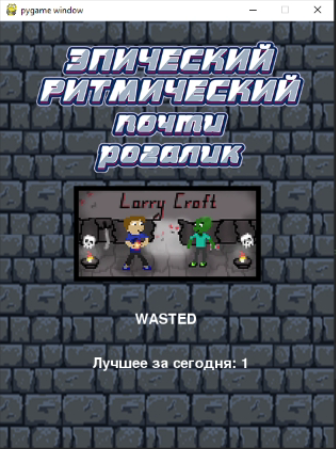 pygame window
ЭПИЧЕСКИЙ
РИТМИЧЕСКИЙ
почти
рогалик
Larry Croft
WASTED
Лучшее за сегодня: 1